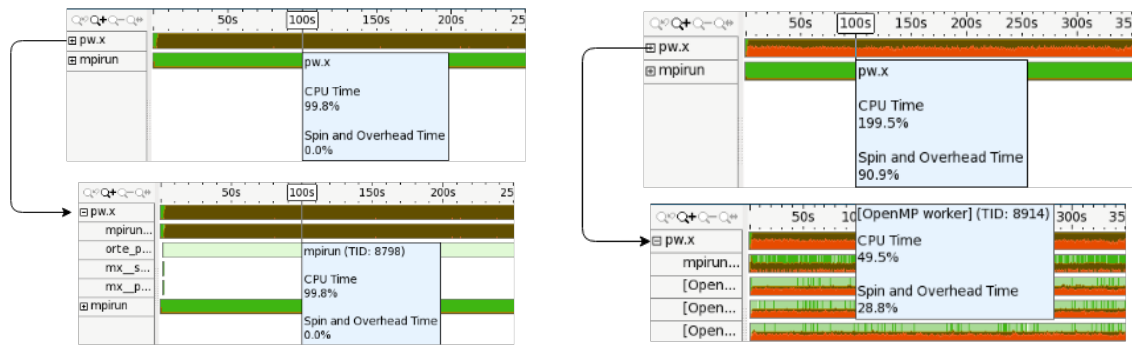 50s 100s 150s 200s 25
pw.x
mpirun
pw.x
CPU Time
99.8%
Spin and Overhead Time
0.0%
50s 100s 150s 200s 25
pw.x
mpirun...
orte_p...
mx__s...
mx__p...
mpirun
mpirun (TID: 8798)
CPU Time
99.8%
Spin and Overhead Time
0.0%
50s 100s 150s 200s 250s 300s 35
pw.x
mpirun
pw.x
CPU Time
199.5%
Spin and Overhead Time
90.9%
50s 300s 35
pw.x
mpirun...
[Open...
[Open...
[Open...
[OpenMP worker] (TID: 8914)
CPU Time
49.5%
Spin and Overhead Time
28.8%